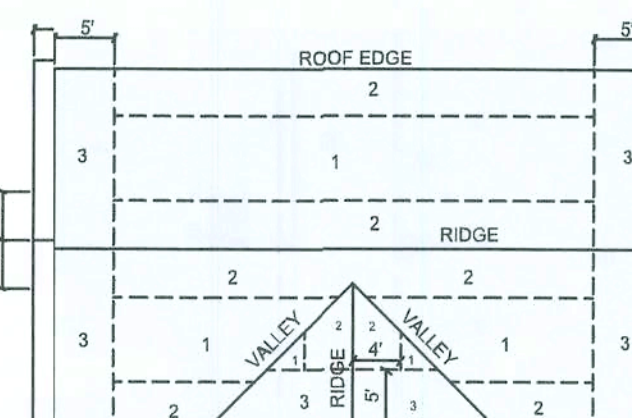 5' 5'
ROOF EDGE
2
3 1 3
2 RIDGE
2 2
3 1 VALLEY 2 2 VALLEY 1 3
1 4' 1
RIDGE
2 3 5' 3 2